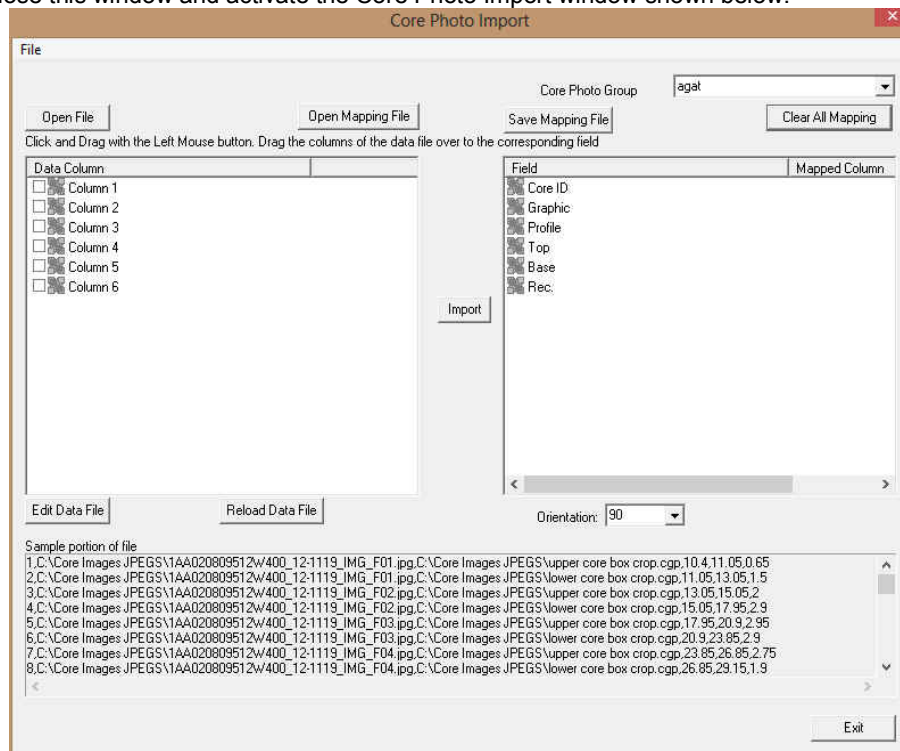 ose this window and activate the Core Photo Import window shown below.
Core Photo Import
File
Core Photo Group agat
Open File Open Mapping File Save Mapping File Clear All Mapping
Click and Drag with the Left Mouse button. Drag the columns of the data file over to the corresponding field
Data Column
Column 1
Column 2
Column 3
Column 4
Column 5
Column 6
Import
Field Mapped Column
Core ID
Graphic
Profile
Top
Base
Rec.
Edit Data File Reload Data File Orientation: 90
Sample portion of file
1,C:\Core Images JPEGS\1AA020809512W400_12-1119_IMG_F01.jpg,C:\Core Images JPEGS\upper core box crop.cgp,10.4,11.05,0.65
2,C:\Core Images JPEGS\1AA020809512W400_12-1119_IMG_F01.jpg,C:\Core Images JPEGS\lower core box crop.cgp,11.05,13.05,1.5
3,C:\Core Images JPEGS\1AA020809512W400_12-1119_IMG_F02.jpg,C:\Core Images JPEGS\upper core box crop.cgp,13.05,15.05,2
4,C:\Core Images JPEGS\1AA020809512W400_12-1119_IMG_F02.jpg,C:\Core Images JPEGS\lower core box crop.cgp,15.05,17.95,2.9
5,C:\Core Images JPEGS\1AA020809512W400_12-1119_IMG_F03.jpg,C:\Core Images JPEGS\upper core box crop.cgp,17.95,20.9,2.95
6,C:\Core Images JPEGS\1AA020809512W400_12-1119_IMG_F03.jpg,C:\Core Images JPEGS\lower core box crop.cgp,20.9,23.85,2.9
7,C:\Core Images JPEGS\1AA020809512W400_12-1119_IMG_F04.jpg,C:\Core Images JPEGS\upper core box crop.cgp,23.85,26.85,2.75
8,C:\Core Images JPEGS\1AA020809512W400_12-1119_IMG_F04.jpg,C:\Core Images JPEGS\lower core box crop.cgp,26.85,29.15,1.9
Exit